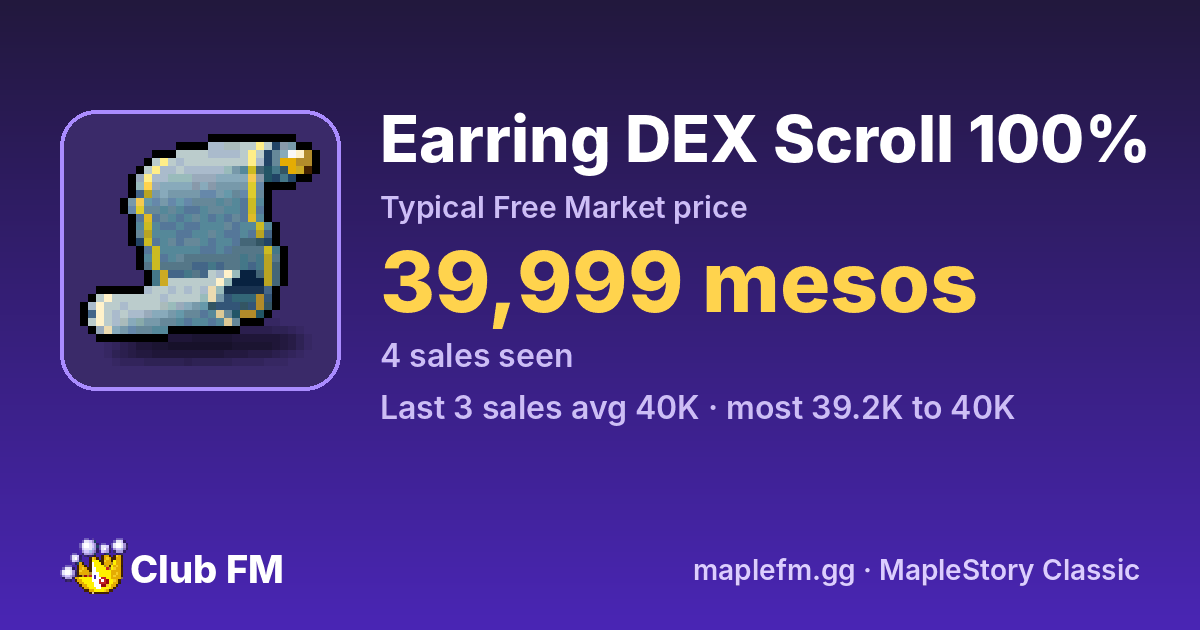 Earring DEX Scroll 100%
Typical Free Market price
39,999 mesos
4 sales seen
Last 3 sales avg 40K · most 39.2K to 40K
Club FM
maplefm.gg · MapleStory Classic